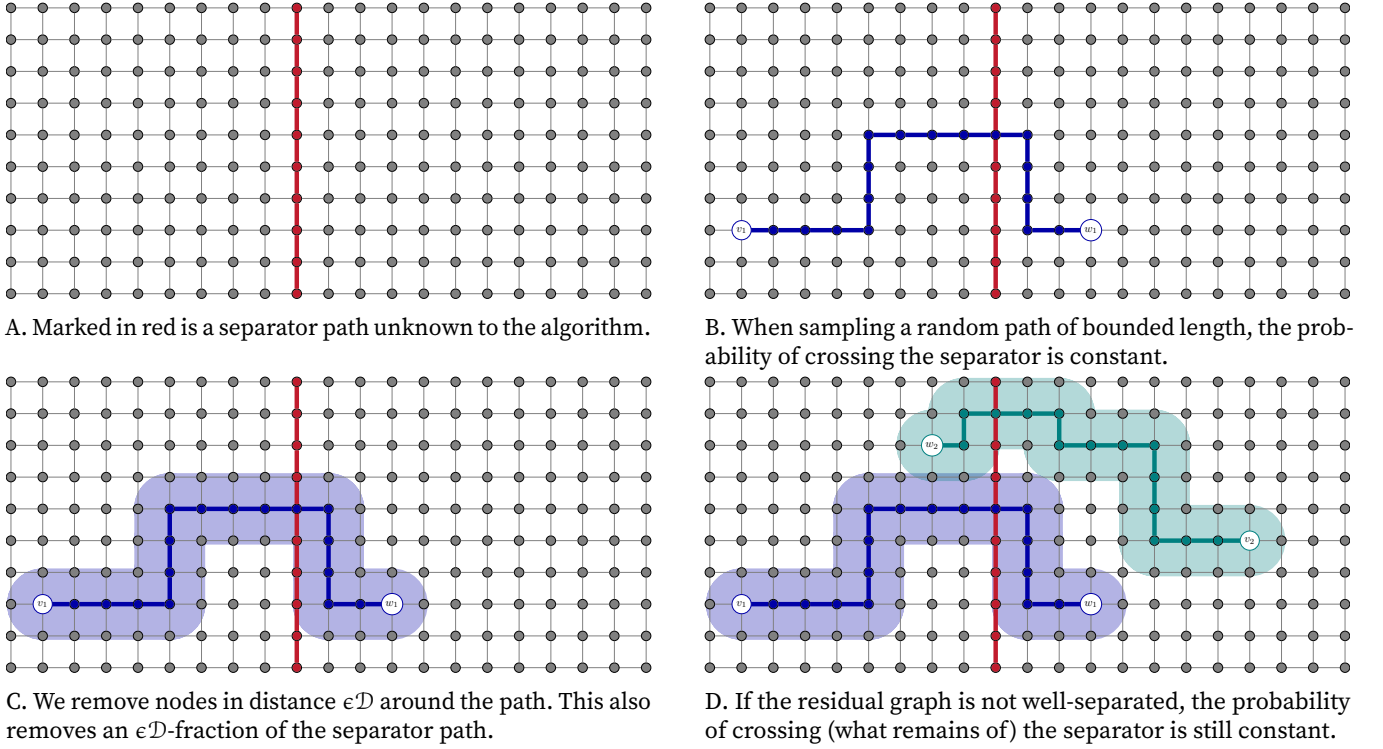 v₁
w₁
A. Marked in red is a separator path unknown to the algorithm.
B. When sampling a random path of bounded length, the prob-
ability of crossing the separator is constant.
v₁
w₁
w₂
v₂
v₁
w₁
C. We remove nodes in distance ϵ𝒟 around the path. This also
removes an ϵ𝒟-fraction of the separator path.
D. If the residual graph is not well-separated, the probability
of crossing (what remains of) the separator is still constant.